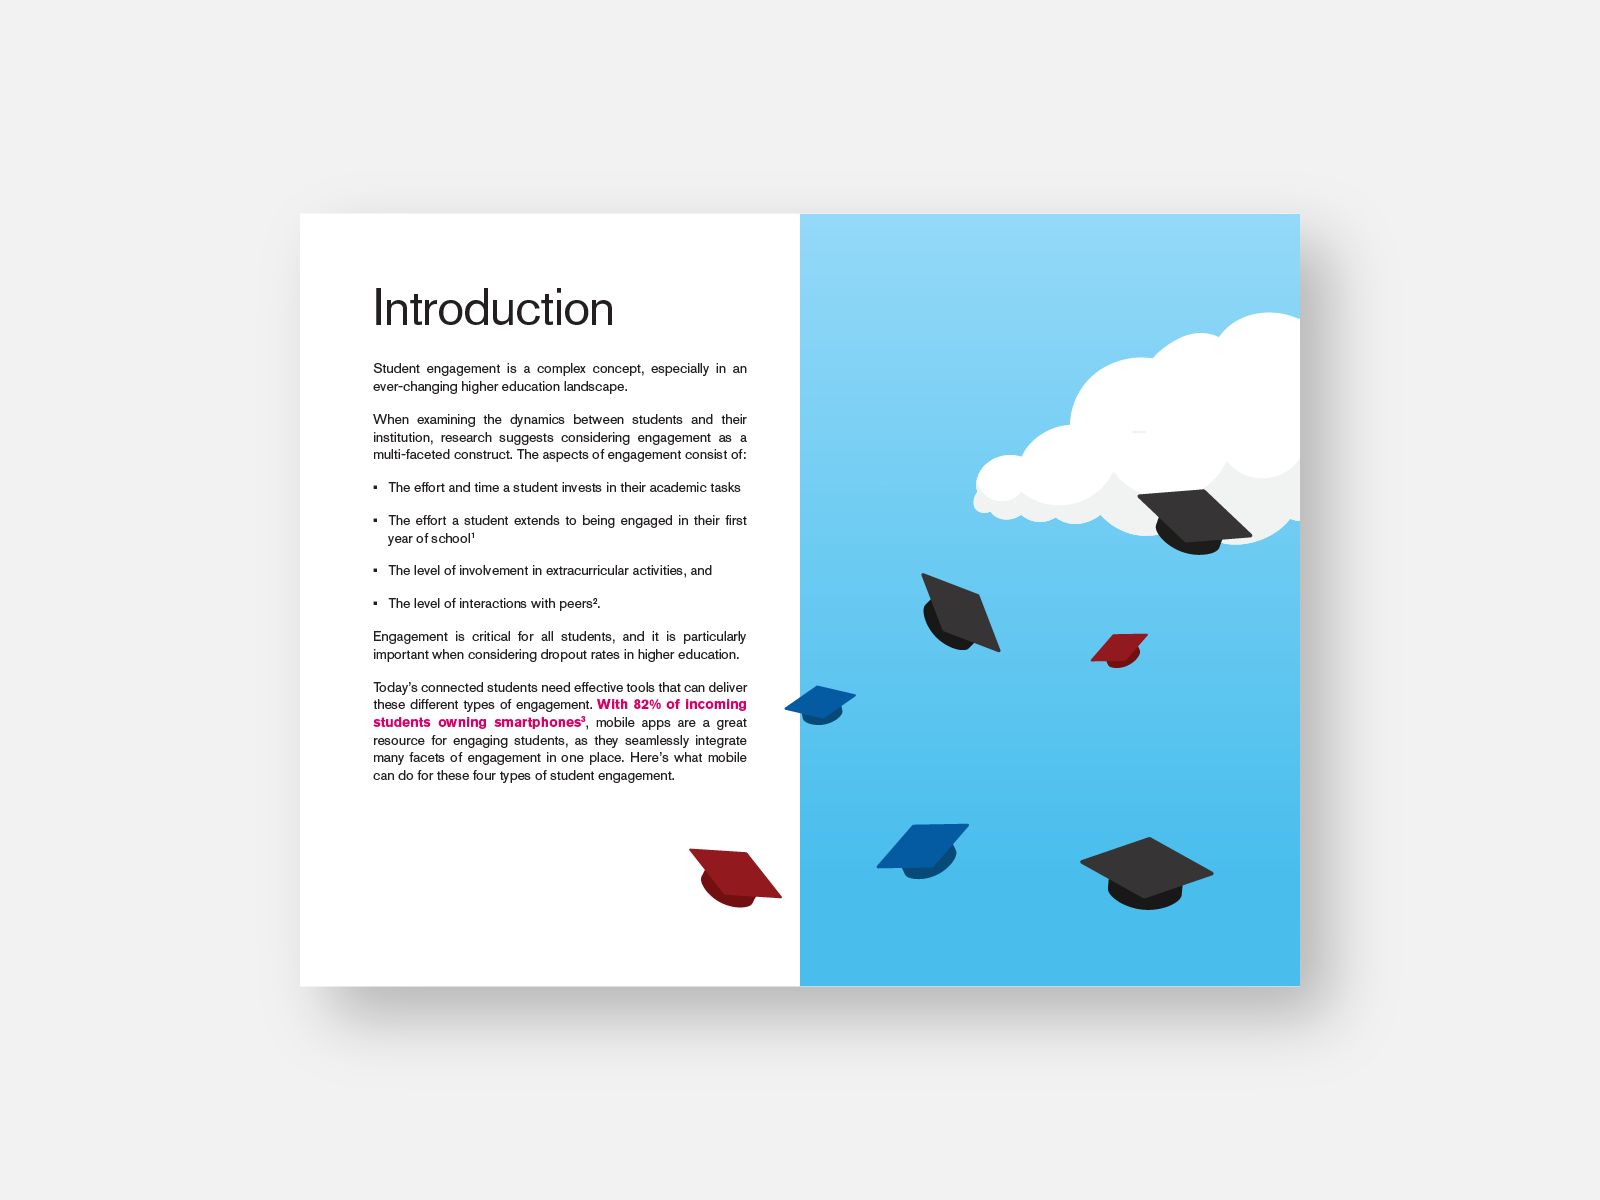 Introduction
Student engagement is a complex concept, especially in an
ever-changing higher education landscape.
When examining the dynamics between students and their
institution, research suggests considering engagement as a
multi-faceted construct. The aspects of engagement consist of:
▪ The effort and time a student invests in their academic tasks
▪ The effort a student extends to being engaged in their first
year of school¹
▪ The level of involvement in extracurricular activities, and
▪ The level of interactions with peers².
Engagement is critical for all students, and it is particularly
important when considering dropout rates in higher education.
Today’s connected students need effective tools that can deliver
these different types of engagement. With 82% of incoming
students owning smartphones³, mobile apps are a great
resource for engaging students, as they seamlessly integrate
many facets of engagement in one place. Here’s what mobile
can do for these four types of student engagement.